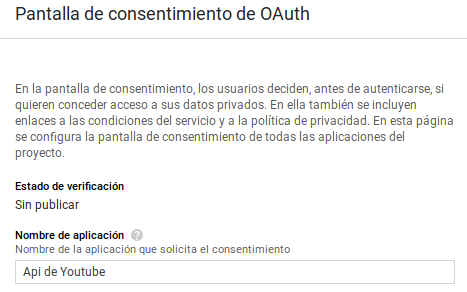 Pantalla de consentimiento de OAuth
En la pantalla de consentimiento, los usuarios deciden, antes de autenticarse, si
quieren conceder acceso a sus datos privados. En ella también se incluyen
enlaces a las condiciones del servicio y a la política de privacidad. En esta página
se configura la pantalla de consentimiento de todas las aplicaciones del
proyecto.
Estado de verificación
Sin publicar
Nombre de aplicación ?
Nombre de la aplicación que solicita el consentimiento
Api de Youtube